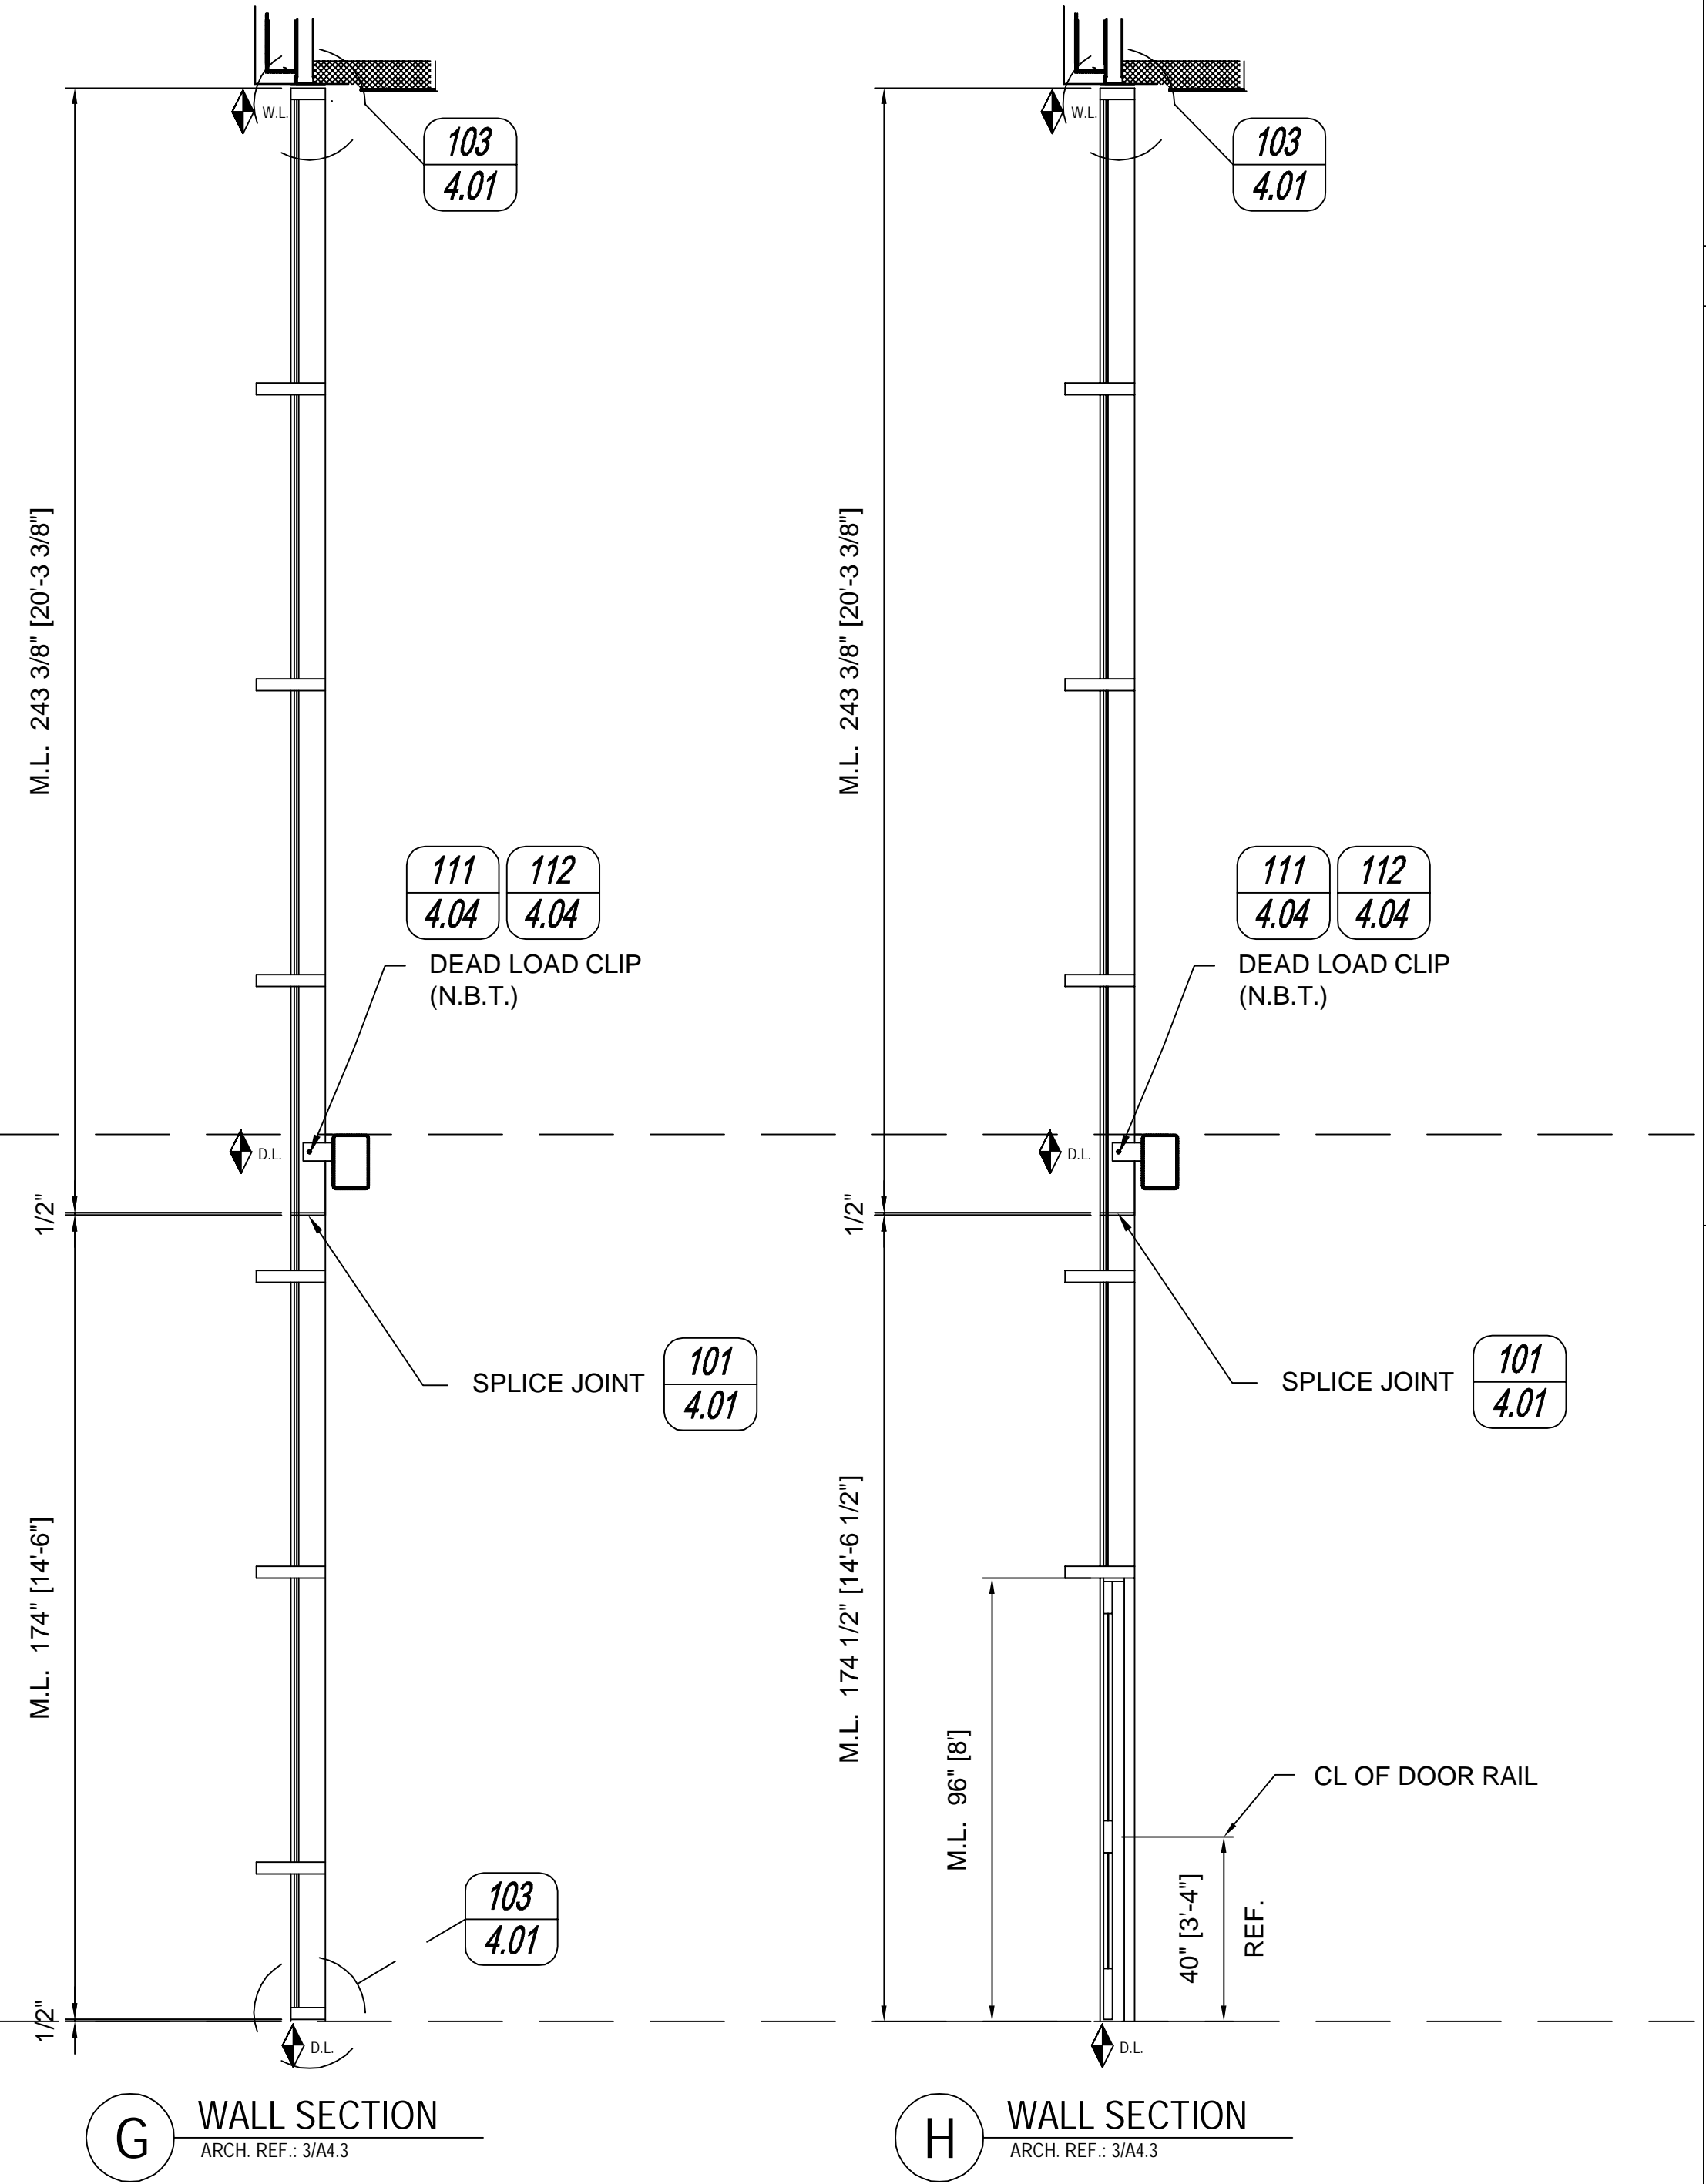 W.L.
103
4.01
M.L. 243 3/8" [20'-3 3/8"]
111
4.04
112
4.04
DEAD LOAD CLIP
(N.B.T.)
D.L.
1/2"
SPLICE JOINT
101
4.01
M.L. 174" [14'-6"]
103
4.01
1/2"
D.L.
G
WALL SECTION
ARCH. REF.: 3/A4.3
W.L.
103
4.01
M.L. 243 3/8" [20'-3 3/8"]
111
4.04
112
4.04
DEAD LOAD CLIP
(N.B.T.)
D.L.
1/2"
SPLICE JOINT
101
4.01
M.L. 174 1/2" [14'-6 1/2"]
M.L. 96" [8']
CL OF DOOR RAIL
40" [3'-4"]
REF.
D.L.
H
WALL SECTION
ARCH. REF.: 3/A4.3